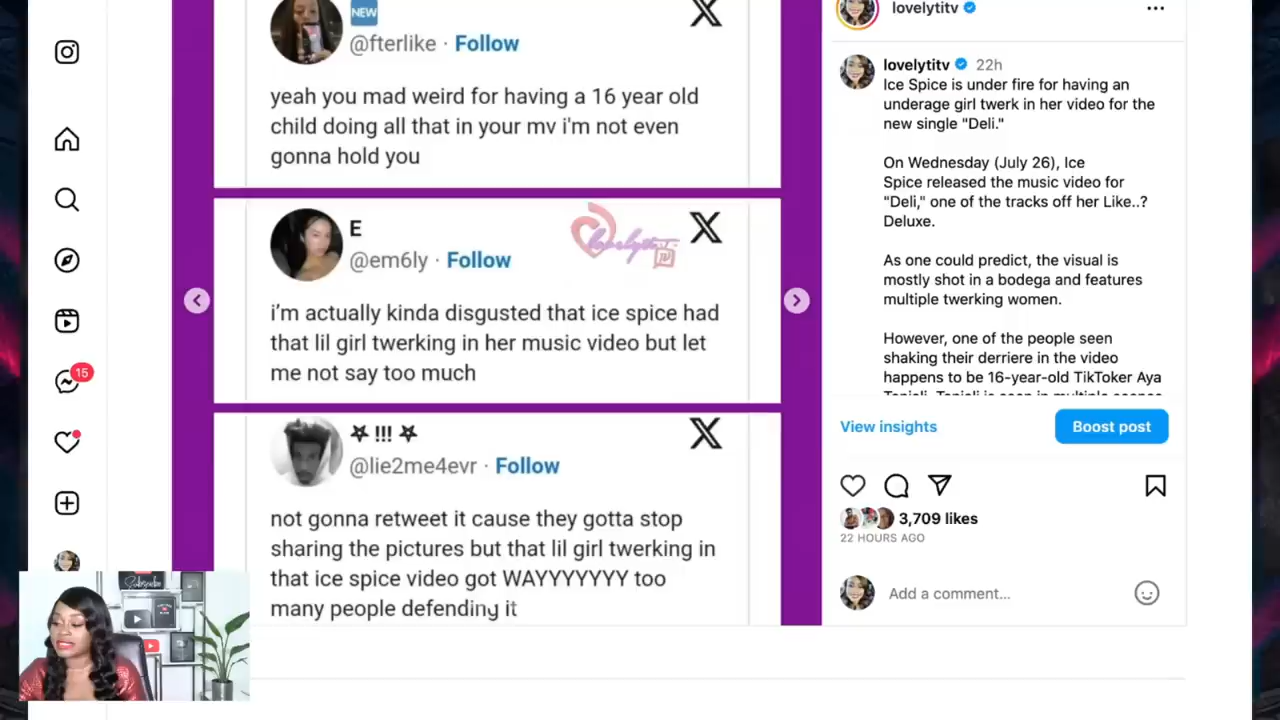 NEW
@fterlike · Follow
yeah you mad weird for having a 16 year old
child doing all that in your mv i'm not even
gonna hold you
E
@em6ly · Follow
i'm actually kinda disgusted that ice spice had
that lil girl twerking in her music video but let
me not say too much
!!!
@lie2me4evr · Follow
not gonna retweet it cause they gotta stop
sharing the pictures but that lil girl twerking in
that ice spice video got WAYYYYYYY too
many people defending it
lovelytitv
lovelytitv 22h
Ice Spice is under fire for having an
underage girl twerk in her video for the
new single "Deli."
On Wednesday (July 26), Ice
Spice released the music video for
"Deli," one of the tracks off her Like..?
Deluxe.
As one could predict, the visual is
mostly shot in a bodega and features
multiple twerking women.
However, one of the people seen
shaking their derriere in the video
happens to be 16-year-old TikToker Aya
View insights
Boost post
3,709 likes
22 HOURS AGO
Add a comment...
15